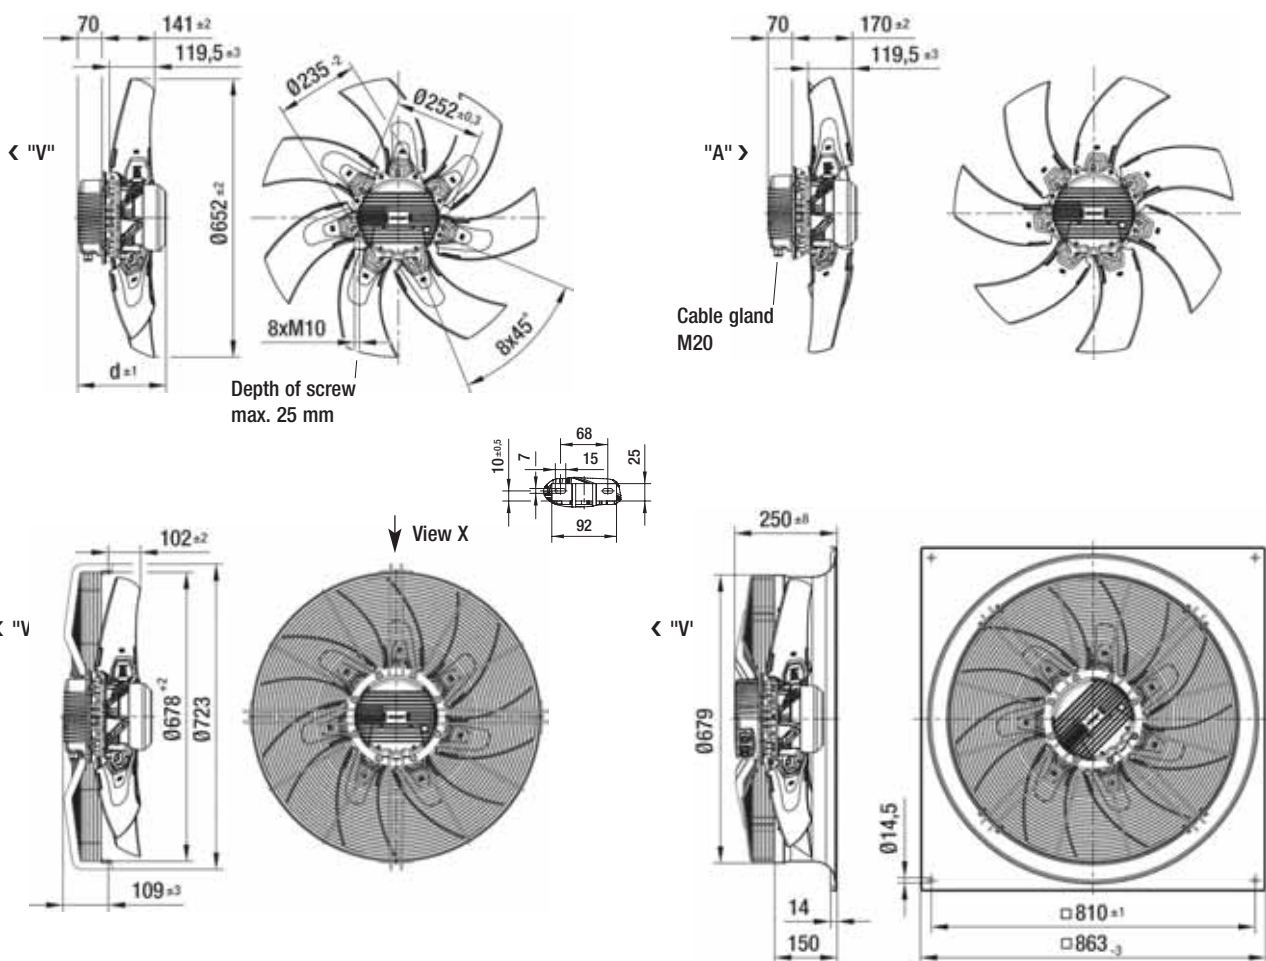 70
141 ±2
119,5 ±3
Ø235 -2
Ø252 ±0,3
‹ "V"
Ø652 ±2
8xM10
8x45°
d ±1
Depth of screw
max. 25 mm
70
170 ±2
119,5 ±3
"A" ›
Cable gland
M20
68
10 ±0,5
7
15
25
92
102 ±2
View X
‹ "V
Ø678 +2
Ø723
109 ±3
250 ±8
‹ "V"
Ø679
Ø14,5
14
150
□ 810 ±1
□ 863 -3